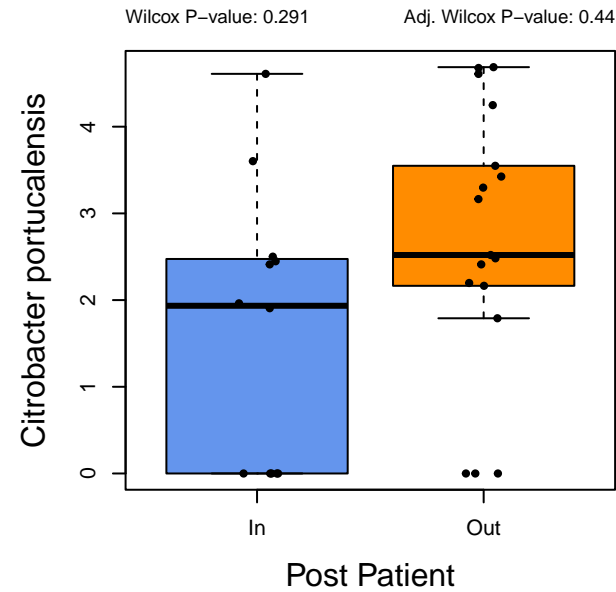 Wilcox P−value: 0.291
Adj. Wilcox P−value: 0.44
Citrobacter portucalensis
4
3
2
1
0
In
Out
Post Patient